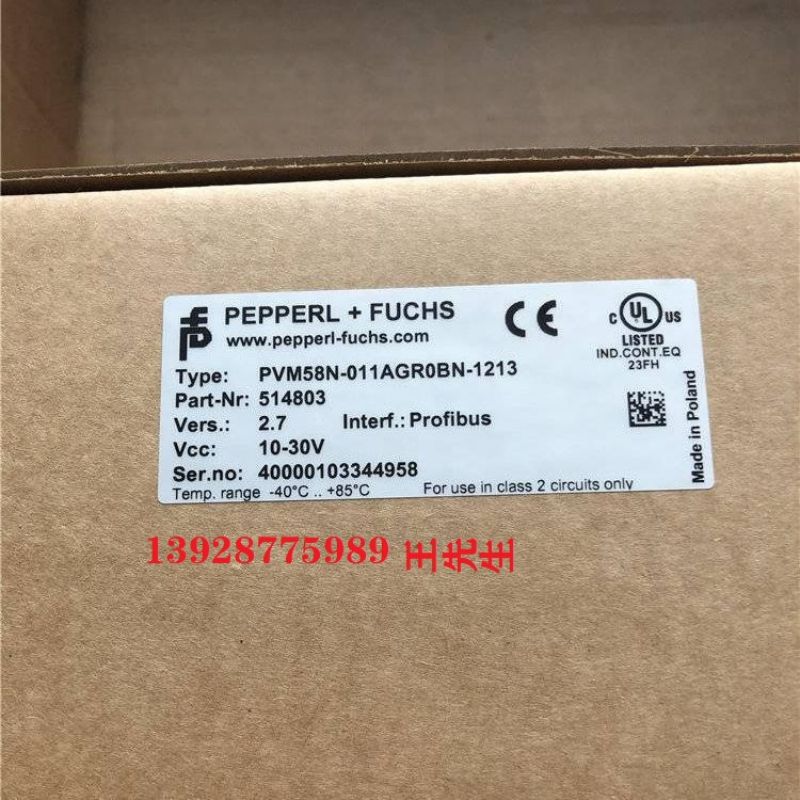 PEPPERL + FUCHS
www.pepperl-fuchs.com
CE
c UL US
LISTED
IND.CONT.EQ
23FH
Type: PVM58N-011AGR0BN-1213
Part-Nr: 514803
Vers.: 2.7 Interf.: Profibus
Vcc: 10-30V
Ser.no: 40000103344958
Temp. range -40°C .. +85°C For use in class 2 circuits only
Made in Poland
13928775989 王先生